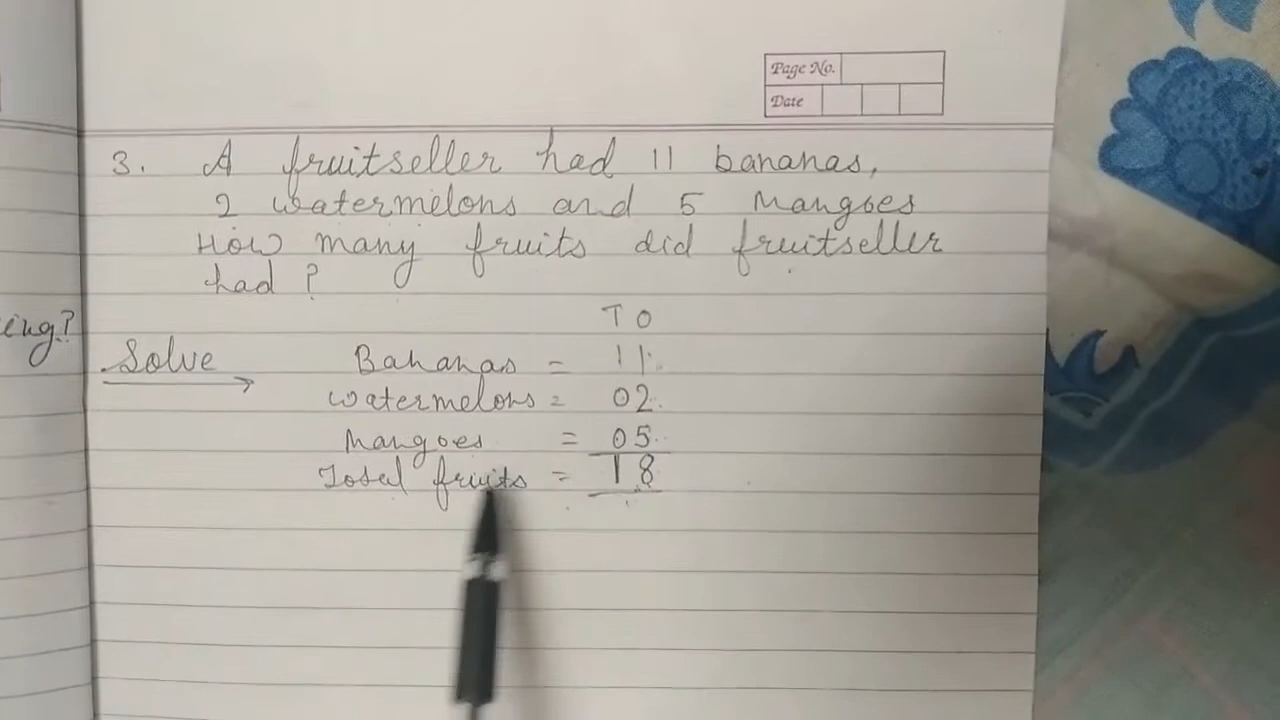 Page No.
Date
3. A fruitseller had 11 bananas,
2 watermelons and 5 Mangoes
How many fruits did fruitseller
had ?
ing?
T O
Solve
Bananas = 11
watermelons = 02
Mangoes = 05
Total fruits = 18